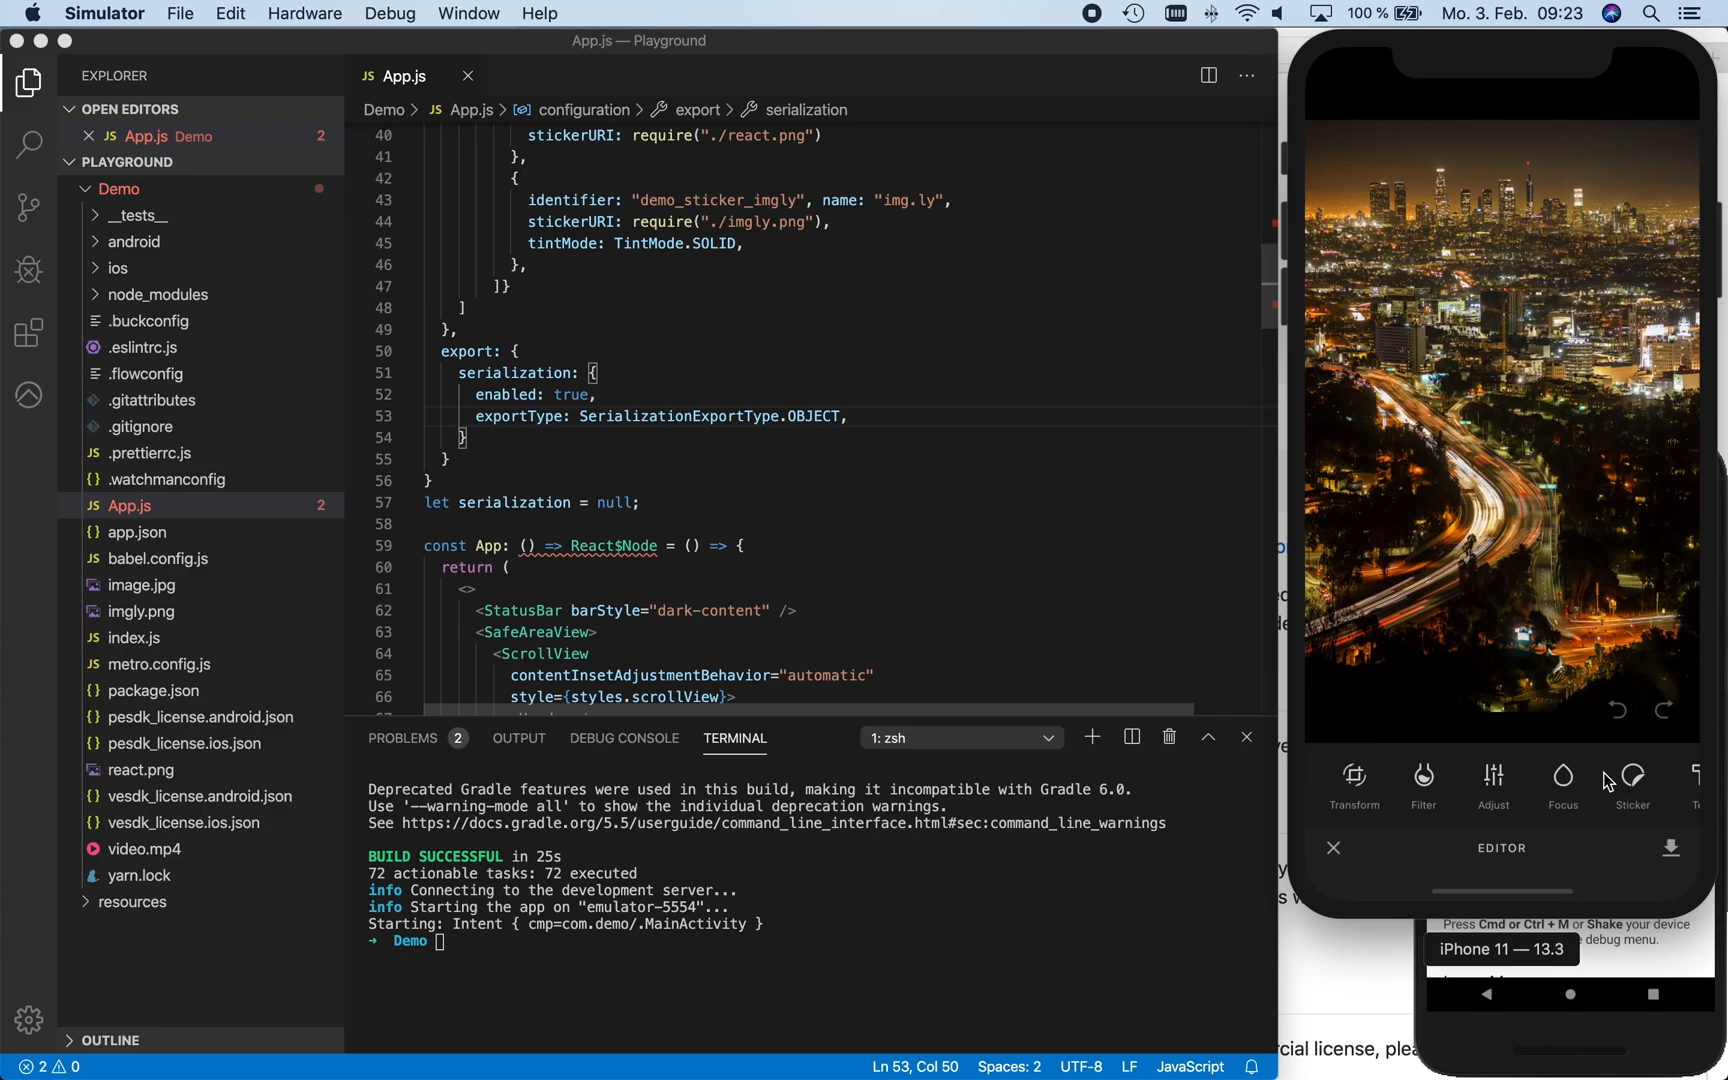 Simulator File Edit Hardware Debug Window Help
100 % Mo. 3. Feb. 09:23
App.js — Playground
EXPLORER
OPEN EDITORS
JS App.js Demo 2
PLAYGROUND
Demo
__tests__
android
ios
node_modules
.buckconfig
.eslintrc.js
.flowconfig
.gitattributes
.gitignore
JS .prettierrc.js
{} .watchmanconfig
JS App.js 2
{} app.json
JS babel.config.js
image.jpg
imgly.png
JS index.js
JS metro.config.js
{} package.json
{} pesdk_license.android.json
{} pesdk_license.ios.json
react.png
{} vesdk_license.android.json
{} vesdk_license.ios.json
video.mp4
yarn.lock
resources
OUTLINE
JS App.js
Demo > JS App.js > configuration > export > serialization
40 stickerURI: require("./react.png")
41 },
42 {
43 identifier: "demo_sticker_imgly", name: "img.ly",
44 stickerURI: require("./imgly.png"),
45 tintMode: TintMode.SOLID,
46 },
47 ]}
48 ]
49 },
50 export: {
51 serialization: {
52 enabled: true,
53 exportType: SerializationExportType.OBJECT,
54 }
55 }
56 }
57 let serialization = null;
58
59 const App: () => React$Node = () => {
60 return (
61 <>
62 <StatusBar barStyle="dark-content" />
63 <SafeAreaView>
64 <ScrollView
65 contentInsetAdjustmentBehavior="automatic"
66 style={styles.scrollView}>
PROBLEMS 2 OUTPUT DEBUG CONSOLE TERMINAL 1: zsh
Deprecated Gradle features were used in this build, making it incompatible with Gradle 6.0.
Use '--warning-mode all' to show the individual deprecation warnings.
See https://docs.gradle.org/5.5/userguide/command_line_interface.html#sec:command_line_warnings
BUILD SUCCESSFUL in 25s
72 actionable tasks: 72 executed
info Connecting to the development server...
info Starting the app on "emulator-5554"...
Starting: Intent { cmp=com.demo/.MainActivity }
→ Demo
2 0
Ln 53, Col 50 Spaces: 2 UTF-8 LF JavaScript
Transform Filter Adjust Focus Sticker
EDITOR
Press Cmd or Ctrl + M or Shake your device
debug menu.
iPhone 11 — 13.3
cial license, plea